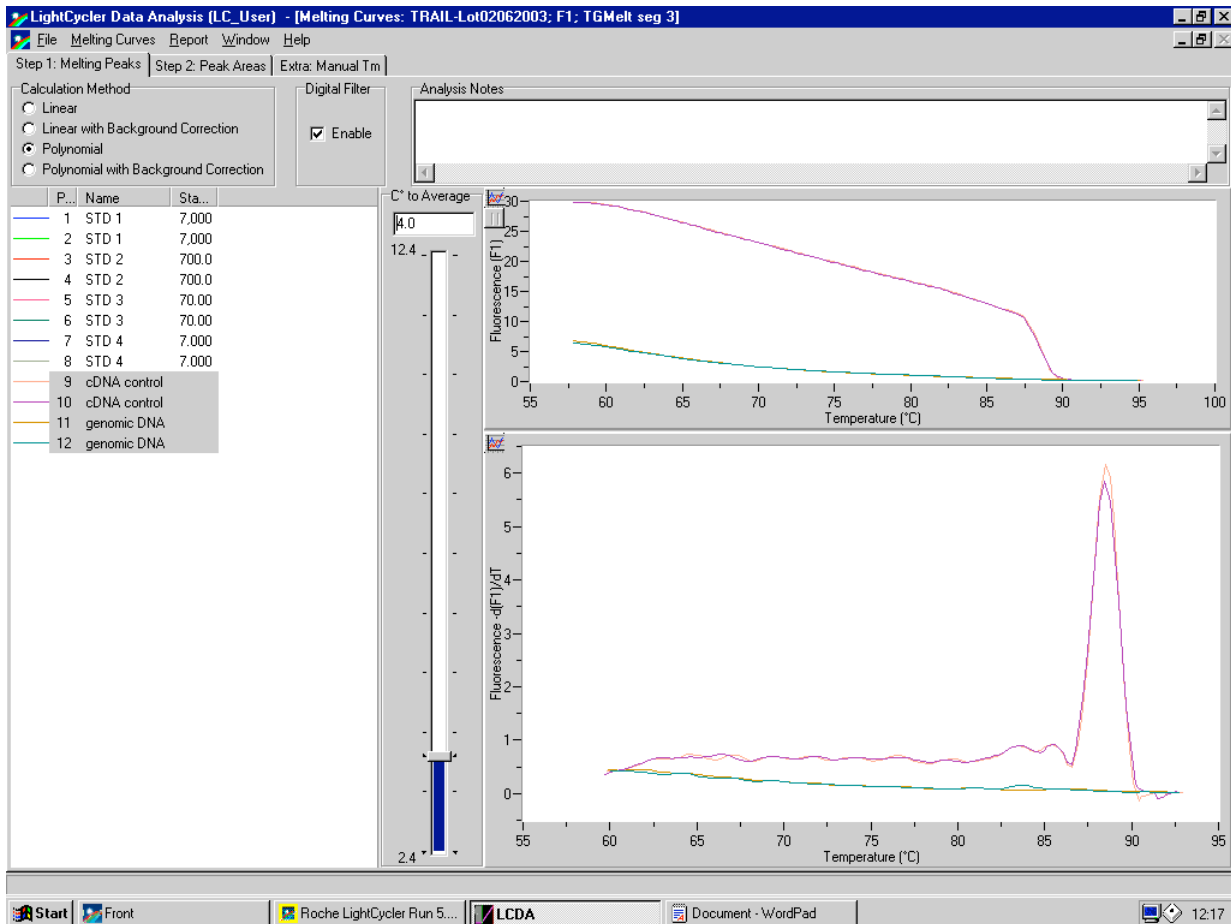 LightCycler Data Analysis (LC_User) - [Melting Curves: TRAIL-Lot02062003; F1; TGMelt seg 3]
File Melting Curves Report Window Help
Step 1: Melting Peaks Step 2: Peak Areas Extra: Manual Tm
Calculation Method
Linear
Linear with Background Correction
Polynomial
Polynomial with Background Correction
Digital Filter
Enable
Analysis Notes
P... Name Sta...
1 STD 1 7,000
2 STD 1 7,000
3 STD 2 700.0
4 STD 2 700.0
5 STD 3 70.00
6 STD 3 70.00
7 STD 4 7.000
8 STD 4 7.000
9 cDNA control
10 cDNA control
11 genomic DNA
12 genomic DNA
C° to Average
4.0
12.4
2.4
Fluorescence (F1)
30
25
20
15
10
5
0
55 60 65 70 75 80 85 90 95 100
Temperature (°C)
Fluorescence -d(F1)/dT
6
5
4
3
2
1
0
55 60 65 70 75 80 85 90 95
Temperature (°C)
Start Front Roche LightCycler Run 5.... LCDA Document - WordPad 12:17